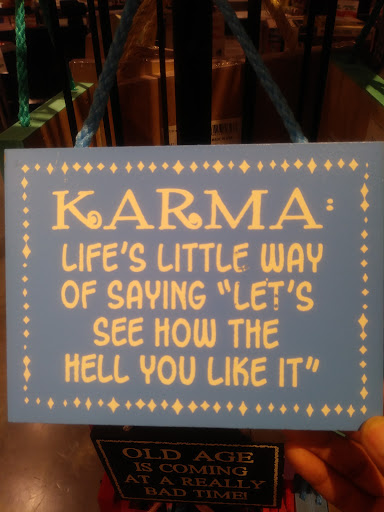 KARMA:
LIFE'S LITTLE WAY
OF SAYING "LET'S
SEE HOW THE
HELL YOU LIKE IT"
OLD AGE
IS COMING
AT A REALLY
BAD TIME!